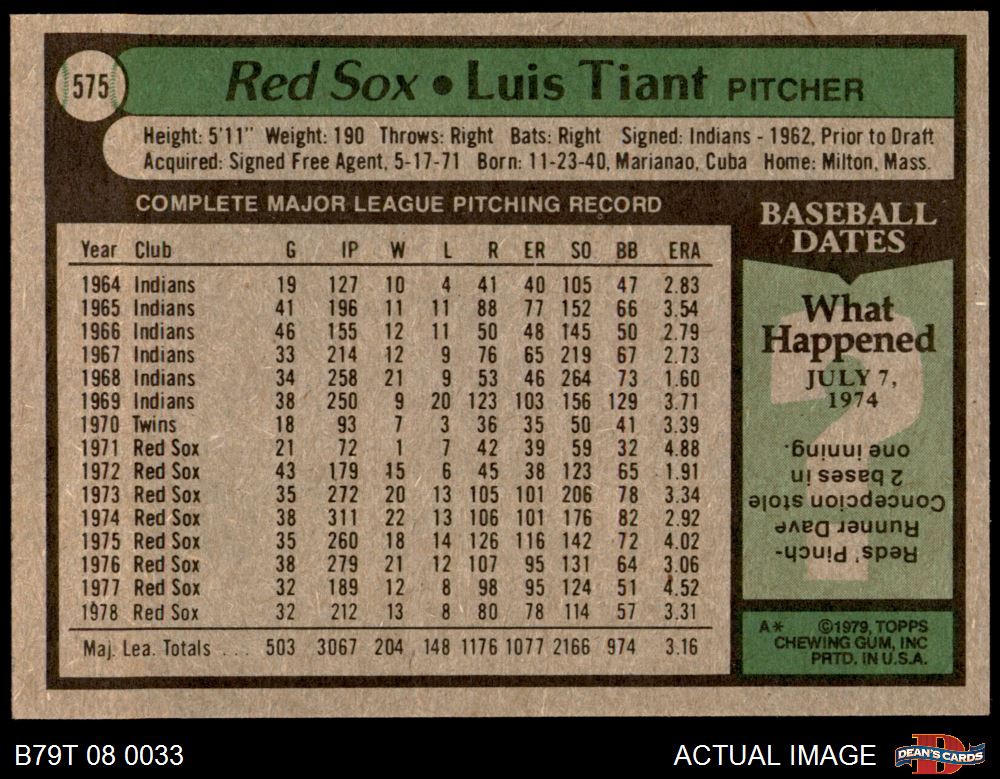 575
Red Sox • Luis Tiant PITCHER
Height: 5'11" Weight: 190 Throws: Right Bats: Right Signed: Indians - 1962, Prior to Draft
Acquired: Signed Free Agent, 5-17-71 Born: 11-23-40, Marianao, Cuba Home: Milton, Mass.
COMPLETE MAJOR LEAGUE PITCHING RECORD
Year Club G IP W L R ER SO BB ERA
1964 Indians 19 127 10 4 41 40 105 47 2.83
1965 Indians 41 196 11 11 88 77 152 66 3.54
1966 Indians 46 155 12 11 50 48 145 50 2.79
1967 Indians 33 214 12 9 76 65 219 67 2.73
1968 Indians 34 258 21 9 53 46 264 73 1.60
1969 Indians 38 250 9 20 123 103 156 129 3.71
1970 Twins 18 93 7 3 36 35 50 41 3.39
1971 Red Sox 21 72 1 7 42 39 59 32 4.88
1972 Red Sox 43 179 15 6 45 38 123 65 1.91
1973 Red Sox 35 272 20 13 105 101 206 78 3.34
1974 Red Sox 38 311 22 13 106 101 176 82 2.92
1975 Red Sox 35 260 18 14 126 116 142 72 4.02
1976 Red Sox 38 279 21 12 107 95 131 64 3.06
1977 Red Sox 32 189 12 8 98 95 124 51 4.52
1978 Red Sox 32 212 13 8 80 78 114 57 3.31
Maj. Lea. Totals . . . 503 3067 204 148 1176 1077 2166 974 3.16
BASEBALL
DATES
What
Happened
JULY 7,
1974
Reds' Pinch-
Runner Dave
Concepcion stole
2 bases in
one inning.
A* ©1979, TOPPS
CHEWING GUM, INC
PRTD. IN U.S.A.
B79T 08 0033
ACTUAL IMAGE
DEAN'S CARDS